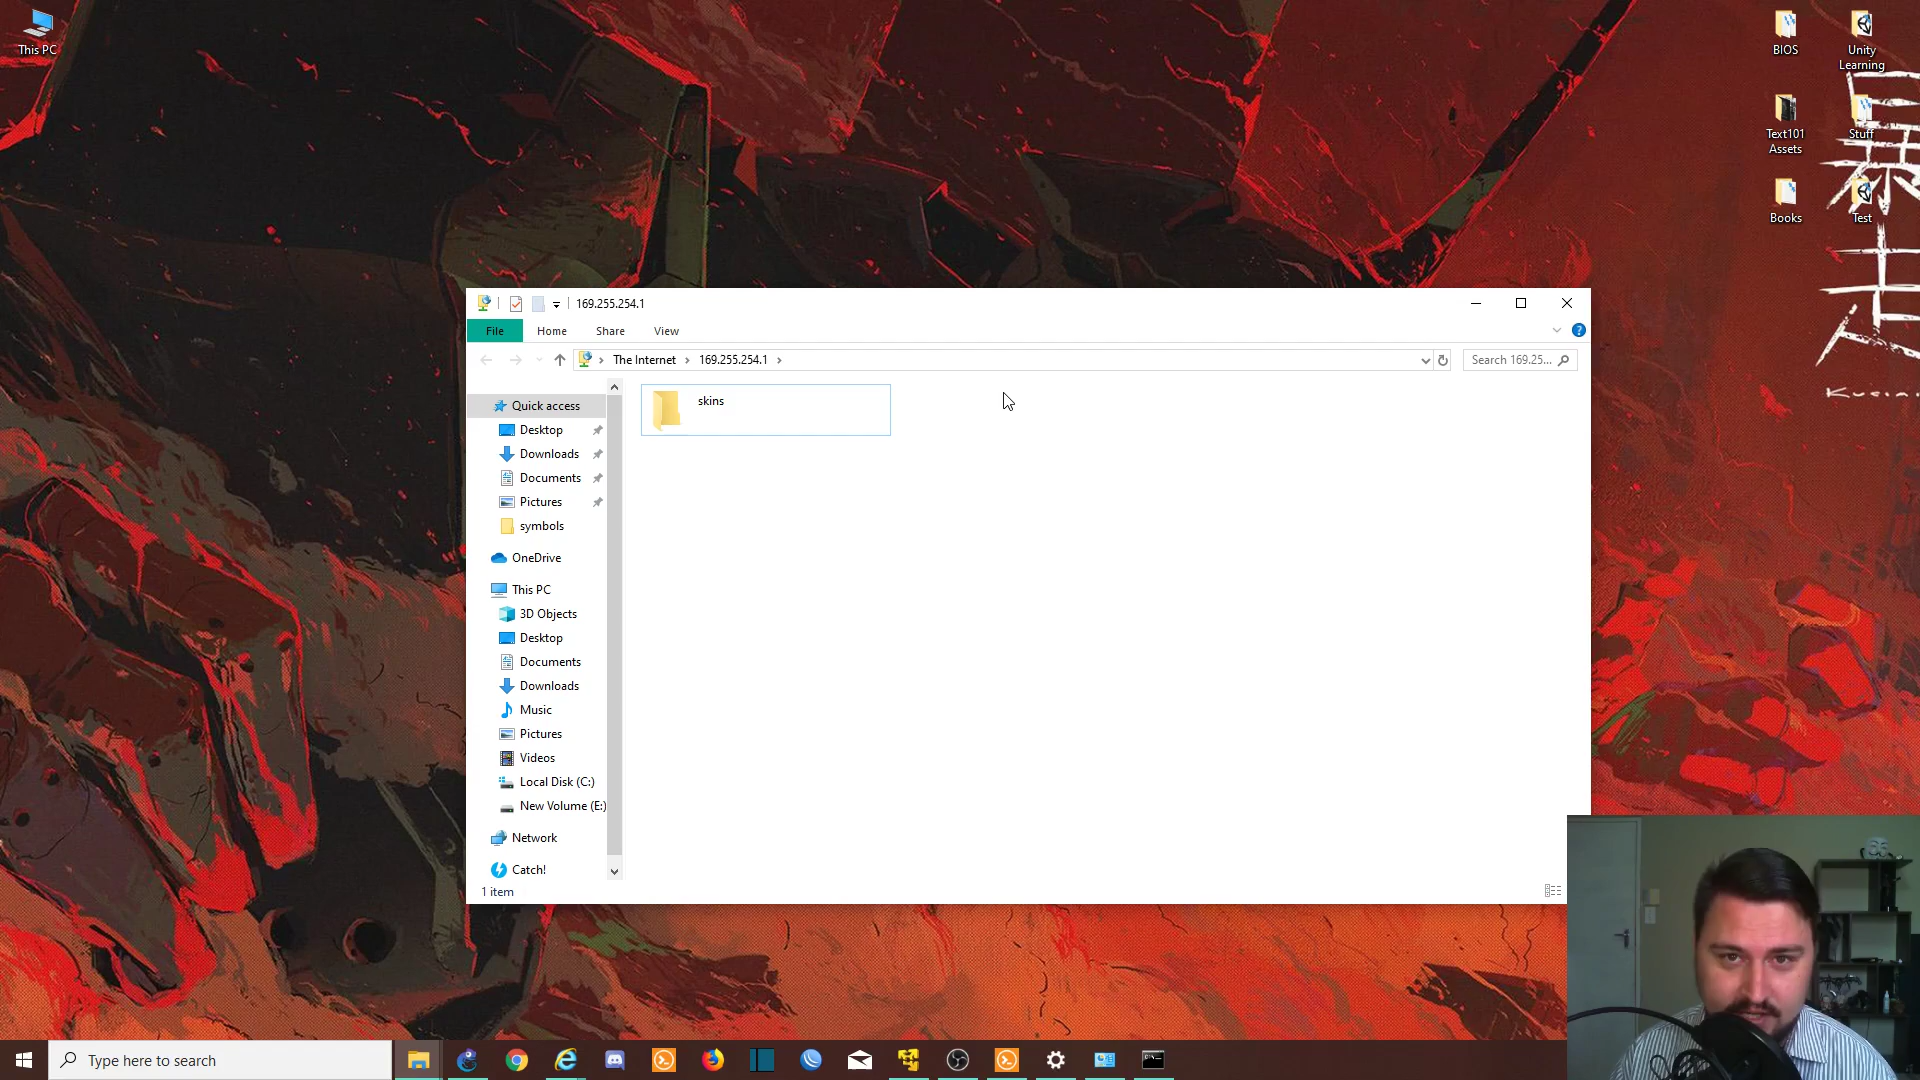 This PC
BIOS
Unity
Learning
Text101
Assets
Stuff
Books
Test
暴走
169.255.254.1
File
Home
Share
View
The Internet
169.255.254.1
Search 169.25...
Quick access
Desktop
Downloads
Documents
Pictures
symbols
OneDrive
This PC
3D Objects
Desktop
Documents
Downloads
Music
Pictures
Videos
Local Disk (C:)
New Volume (E:)
Network
Catch!
skins
1 item
Type here to search